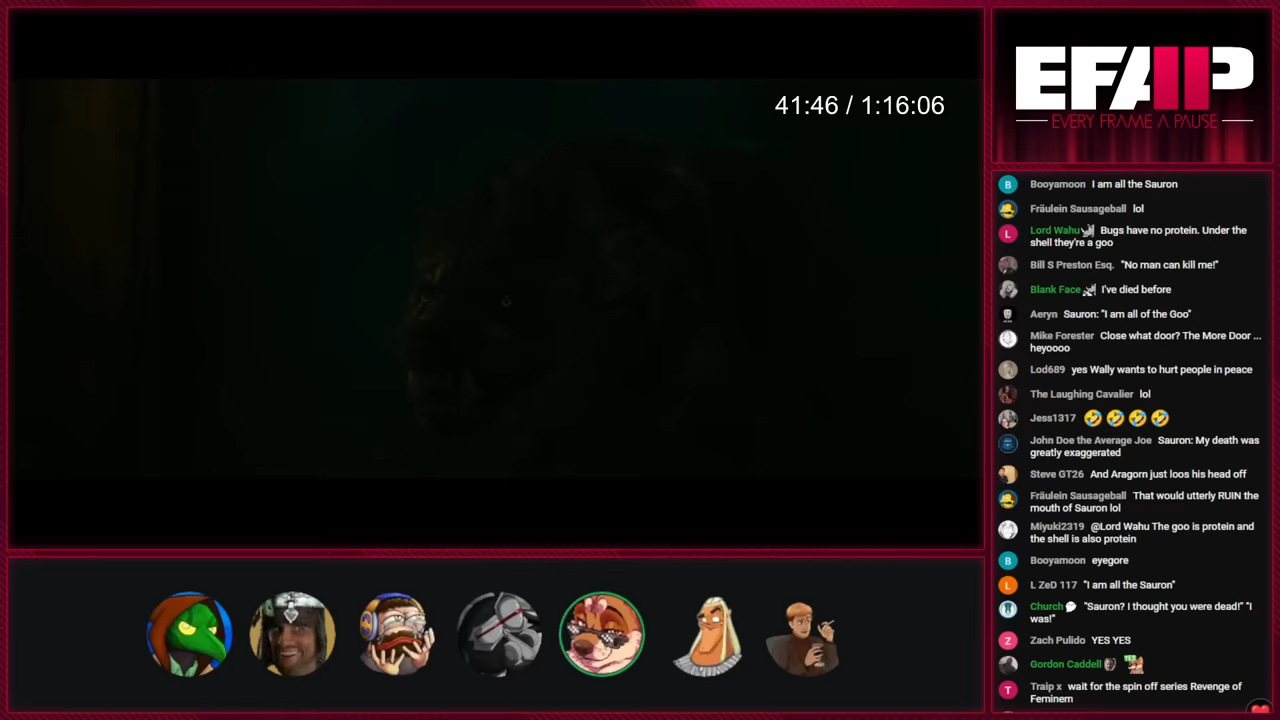 41:46 / 1:16:06
EFAP
EVERY FRAME A PAUSE
B
Booyamoon I am all the Sauron
Fräulein Sausageball lol
L
Lord Wahu Bugs have no protein. Under the
shell they're a goo
Bill S Preston Esq. "No man can kill me!"
Blank Face I've died before
Aeryn Sauron: "I am all of the Goo"
Mike Forester Close what door? The More Door ...
heyoooo
Lod689 yes Wally wants to hurt people in peace
The Laughing Cavalier lol
Jess1317 🤣🤣🤣🤣
John Doe the Average Joe Sauron: My death was
greatly exaggerated
Steve GT26 And Aragorn just loos his head off
Fräulein Sausageball That would utterly RUIN the
mouth of Sauron lol
Miyuki2319 @Lord Wahu The goo is protein and
the shell is also protein
B
Booyamoon eyegore
L
L ZeD 117 "I am all the Sauron"
Church "Sauron? I thought you were dead!" "I
was!"
Z
Zach Pulido YES YES
Gordon Caddell YES
T
Traip x wait for the spin off series Revenge of
Feminem